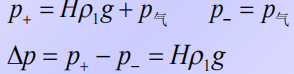 p₊ = Hρ₁g + p气  p₋ = p气
Δp = p₊ − p₋ = Hρ₁g